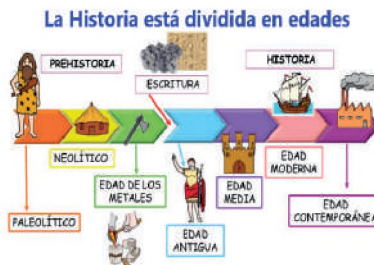 La Historia está dividida en edades
PREHISTORIA
ESCRITURA
HISTORIA
NEOLÍTICO
EDAD DE LOS
METALES
PALEOLÍTICO
EDAD
ANTIGUA
EDAD
MEDIA
EDAD
MODERNA
EDAD
CONTEMPORÁNEA